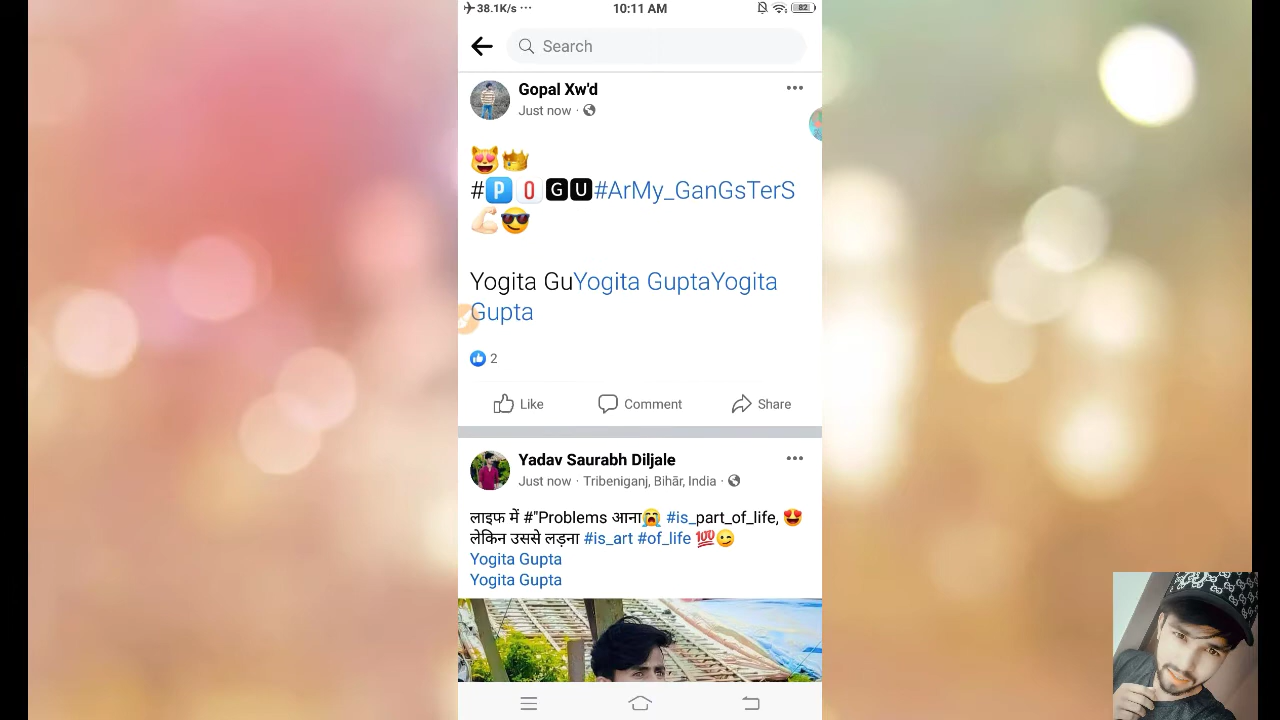 38.1K/s ... 10:11 AM 82
Search
Gopal Xw'd
Just now ·
#🅿️0🅶🆄#ArMy_GanGsTerS
Yogita GuYogita GuptaYogita
Gupta
2
Like Comment Share
Yadav Saurabh Diljale
Just now · Tribeniganj, Bihār, India ·
लाइफ में #"Problems आना😭 #is_part_of_life, 😍
लेकिन उससे लड़ना #is_art #of_life 💯😉
Yogita Gupta
Yogita Gupta